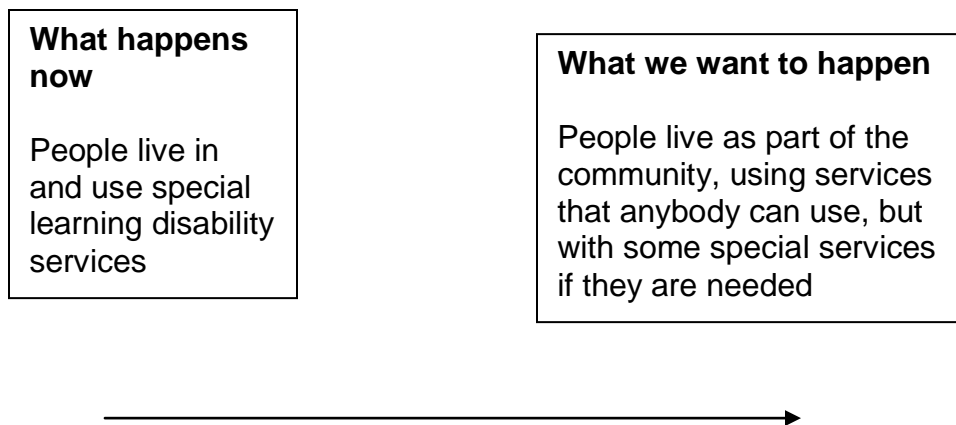 What happens
now
People live in
and use special
learning disability
services
What we want to happen
People live as part of the
community, using services
that anybody can use, but
with some special services
if they are needed